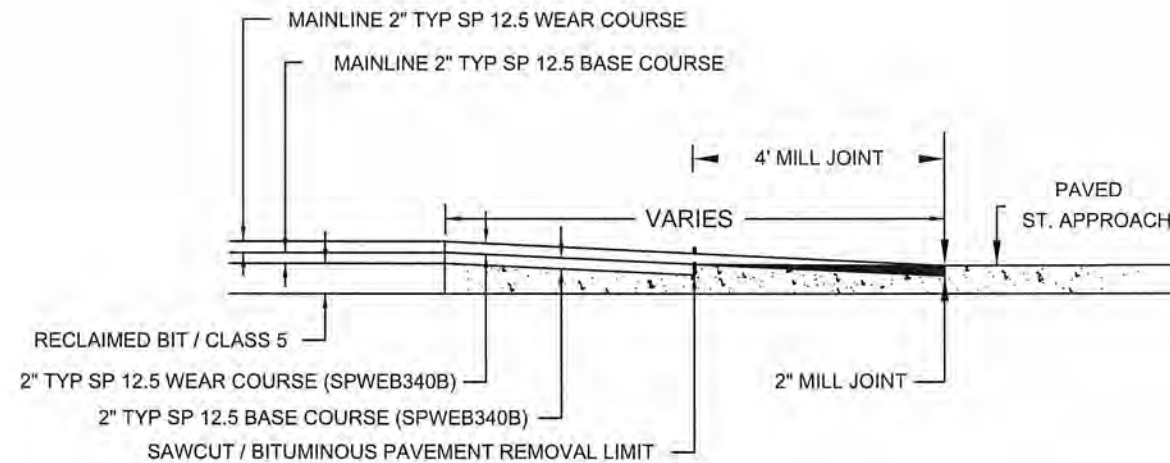 MAINLINE 2" TYP SP 12.5 WEAR COURSE
MAINLINE 2" TYP SP 12.5 BASE COURSE
4' MILL JOINT
PAVED
ST. APPROACH
VARIES
RECLAIMED BIT / CLASS 5
2" TYP SP 12.5 WEAR COURSE (SPWEB340B)
2" MILL JOINT
2" TYP SP 12.5 BASE COURSE (SPWEB340B)
SAWCUT / BITUMINOUS PAVEMENT REMOVAL LIMIT